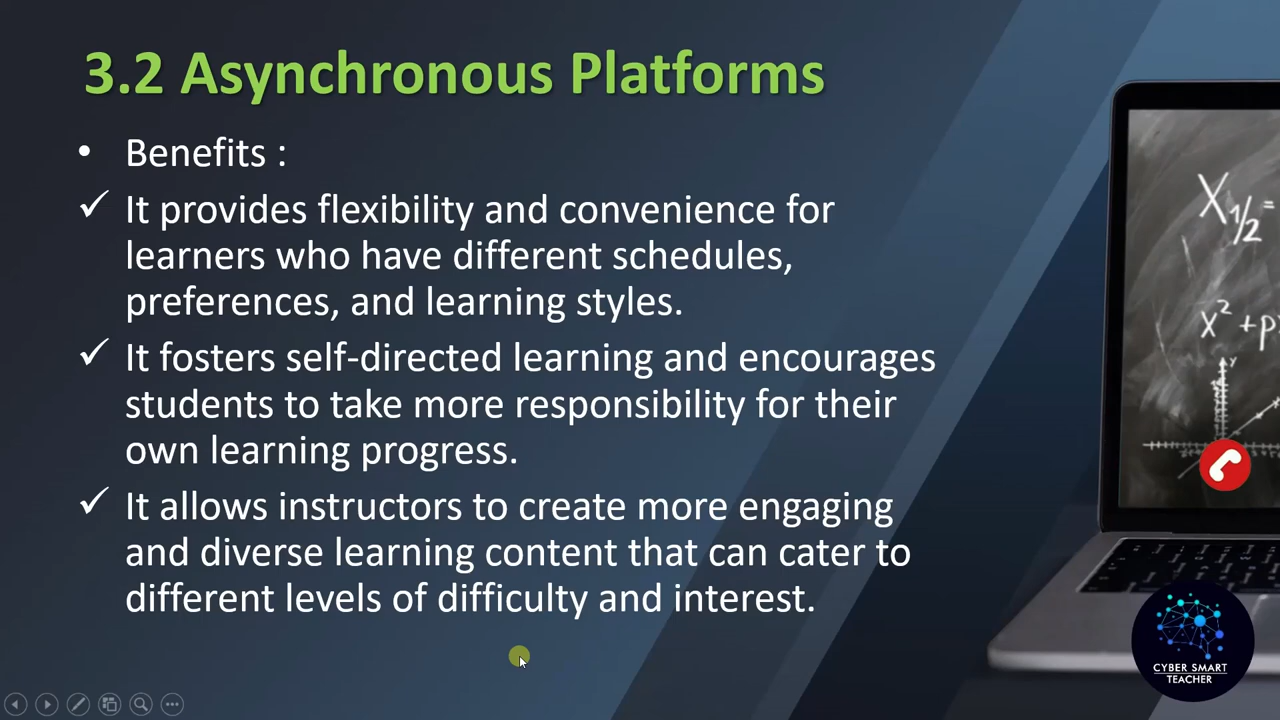 3.2 Asynchronous Platforms
• Benefits :
✓ It provides flexibility and convenience for
learners who have different schedules,
preferences, and learning styles.
✓ It fosters self-directed learning and encourages
students to take more responsibility for their
own learning progress.
✓ It allows instructors to create more engaging
and diverse learning content that can cater to
different levels of difficulty and interest.
X1/2 =
x² + p
y
CYBER SMART
TEACHER